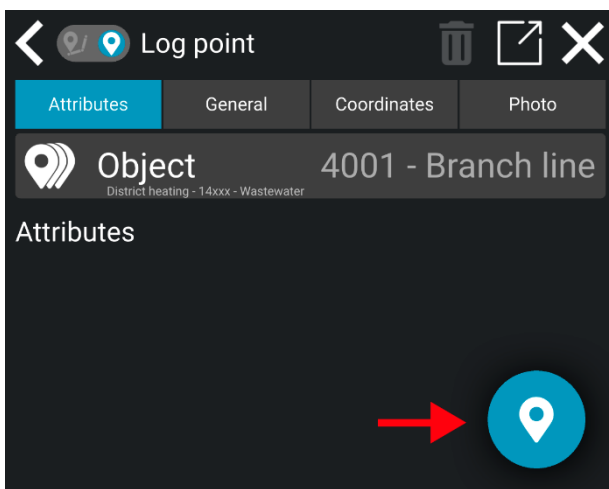 Log point
Attributes General Coordinates Photo
Object 4001 - Branch line
District heating - 14xxx - Wastewater
Attributes